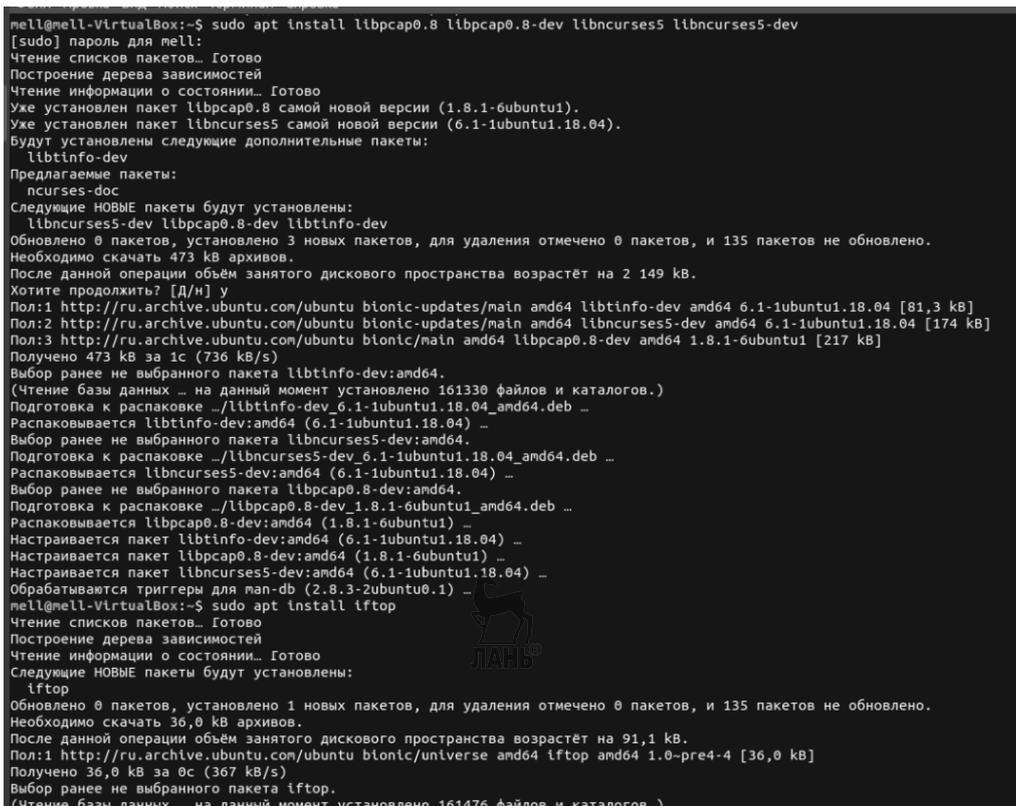 mell@mell-VirtualBox:~$ sudo apt install libpcap0.8 libpcap0.8-dev libncurses5 libncurses5-dev
[sudo] пароль для mell:
Чтение списков пакетов… Готово
Построение дерева зависимостей
Чтение информации о состоянии… Готово
Уже установлен пакет libpcap0.8 самой новой версии (1.8.1-6ubuntu1).
Уже установлен пакет libncurses5 самой новой версии (6.1-1ubuntu1.18.04).
Будут установлены следующие дополнительные пакеты:
  libtinfo-dev
Предлагаемые пакеты:
  ncurses-doc
Следующие НОВЫЕ пакеты будут установлены:
  libncurses5-dev libpcap0.8-dev libtinfo-dev
Обновлено 0 пакетов, установлено 3 новых пакетов, для удаления отмечено 0 пакетов, и 135 пакетов не обновлено.
Необходимо скачать 473 kB архивов.
После данной операции объём занятого дискового пространства возрастёт на 2 149 kB.
Хотите продолжить? [Д/н] y
Пол:1 http://ru.archive.ubuntu.com/ubuntu bionic-updates/main amd64 libtinfo-dev amd64 6.1-1ubuntu1.18.04 [81,3 kB]
Пол:2 http://ru.archive.ubuntu.com/ubuntu bionic-updates/main amd64 libncurses5-dev amd64 6.1-1ubuntu1.18.04 [174 kB]
Пол:3 http://ru.archive.ubuntu.com/ubuntu bionic/main amd64 libpcap0.8-dev amd64 1.8.1-6ubuntu1 [217 kB]
Получено 473 kB за 1с (736 kB/s)
Выбор ранее не выбранного пакета libtinfo-dev:amd64.
(Чтение базы данных … на данный момент установлено 161330 файлов и каталогов.)
Подготовка к распаковке …/libtinfo-dev_6.1-1ubuntu1.18.04_amd64.deb …
Распаковывается libtinfo-dev:amd64 (6.1-1ubuntu1.18.04) …
Выбор ранее не выбранного пакета libncurses5-dev:amd64.
Подготовка к распаковке …/libncurses5-dev_6.1-1ubuntu1.18.04_amd64.deb …
Распаковывается libncurses5-dev:amd64 (6.1-1ubuntu1.18.04) …
Выбор ранее не выбранного пакета libpcap0.8-dev:amd64.
Подготовка к распаковке …/libpcap0.8-dev_1.8.1-6ubuntu1_amd64.deb …
Распаковывается libpcap0.8-dev:amd64 (1.8.1-6ubuntu1) …
Настраивается пакет libtinfo-dev:amd64 (6.1-1ubuntu1.18.04) …
Настраивается пакет libpcap0.8-dev:amd64 (1.8.1-6ubuntu1) …
Настраивается пакет libncurses5-dev:amd64 (6.1-1ubuntu1.18.04) …
Обрабатываются триггеры для man-db (2.8.3-2ubuntu0.1) …
mell@mell-VirtualBox:~$ sudo apt install iftop
Чтение списков пакетов… Готово
Построение дерева зависимостей
Чтение информации о состоянии… Готово
ЛАНЬ®
Следующие НОВЫЕ пакеты будут установлены:
  iftop
Обновлено 0 пакетов, установлено 1 новых пакетов, для удаления отмечено 0 пакетов, и 135 пакетов не обновлено.
Необходимо скачать 36,0 kB архивов.
После данной операции объём занятого дискового пространства возрастёт на 91,1 kB.
Пол:1 http://ru.archive.ubuntu.com/ubuntu bionic/universe amd64 iftop amd64 1.0~pre4-4 [36,0 kB]
Получено 36,0 kB за 0с (367 kB/s)
Выбор ранее не выбранного пакета iftop.
(Чтение базы данных … на данный момент установлено 161476 файлов и каталогов.)